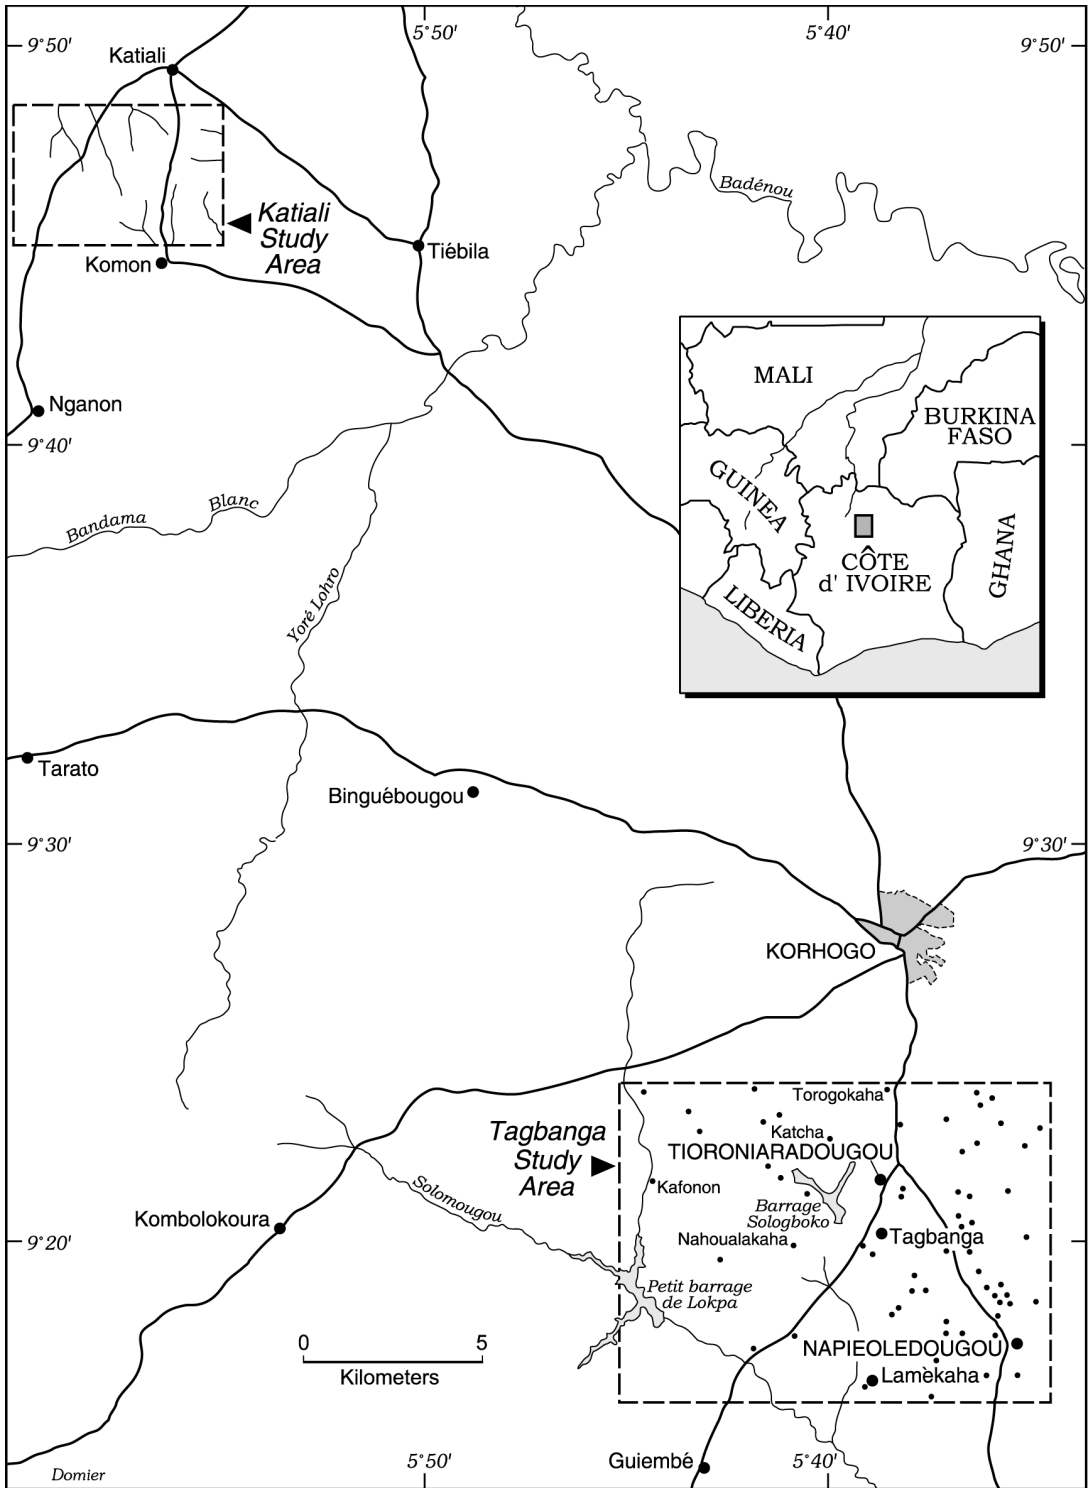 5°50'
5°40'
9°50'
9°50'
Katiali
Badénou
Katiali
Study
Area
Tiébila
Komon
MALI
BURKINA
FASO
GUINEA
GHANA
CÔTE
d' IVOIRE
LIBERIA
Nganon
9°40'
Bandama
Blanc
Yoré Lohro
Tarato
Binguébougou
9°30'
9°30'
KORHOGO
Torogokaha
Tagbanga
Study
Area
Katcha
TIORONIARADOUGOU
Kafonon
Solomougou
Barrage
Sologboko
Kombolokoura
Nahoualakaha
Tagbanga
9°20'
Petit barrage
de Lokpa
0
5
Kilometers
NAPIEOLEDOUGOU
Lamèkaha
Guiembé
5°50'
5°40'
Domier